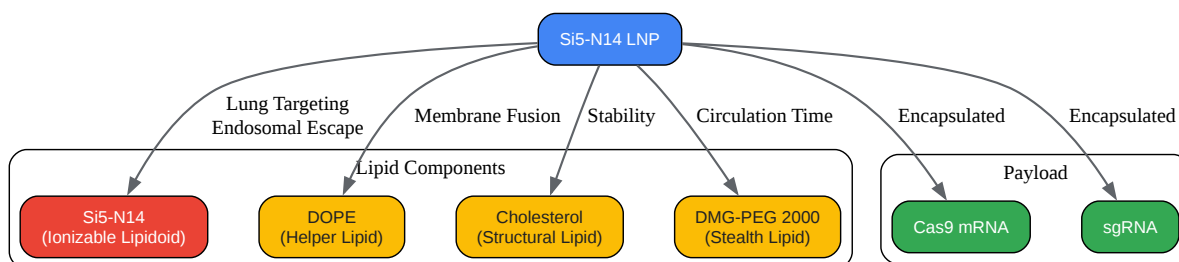 Si5-N14 LNP
Lung Targeting
Endosomal Escape
Membrane Fusion
Stability
Circulation Time
Encapsulated
Encapsulated
Lipid Components
Payload
Si5-N14
(Ionizable Lipidoid)
DOPE
(Helper Lipid)
Cholesterol
(Structural Lipid)
DMG-PEG 2000
(Stealth Lipid)
Cas9 mRNA
sgRNA